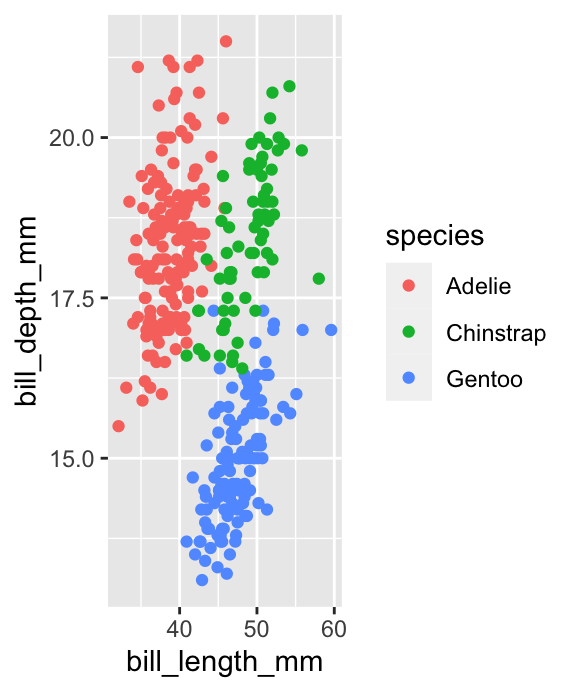 20.0
17.5
15.0
bill_depth_mm
40 50 60
bill_length_mm
species
Adelie
Chinstrap
Gentoo